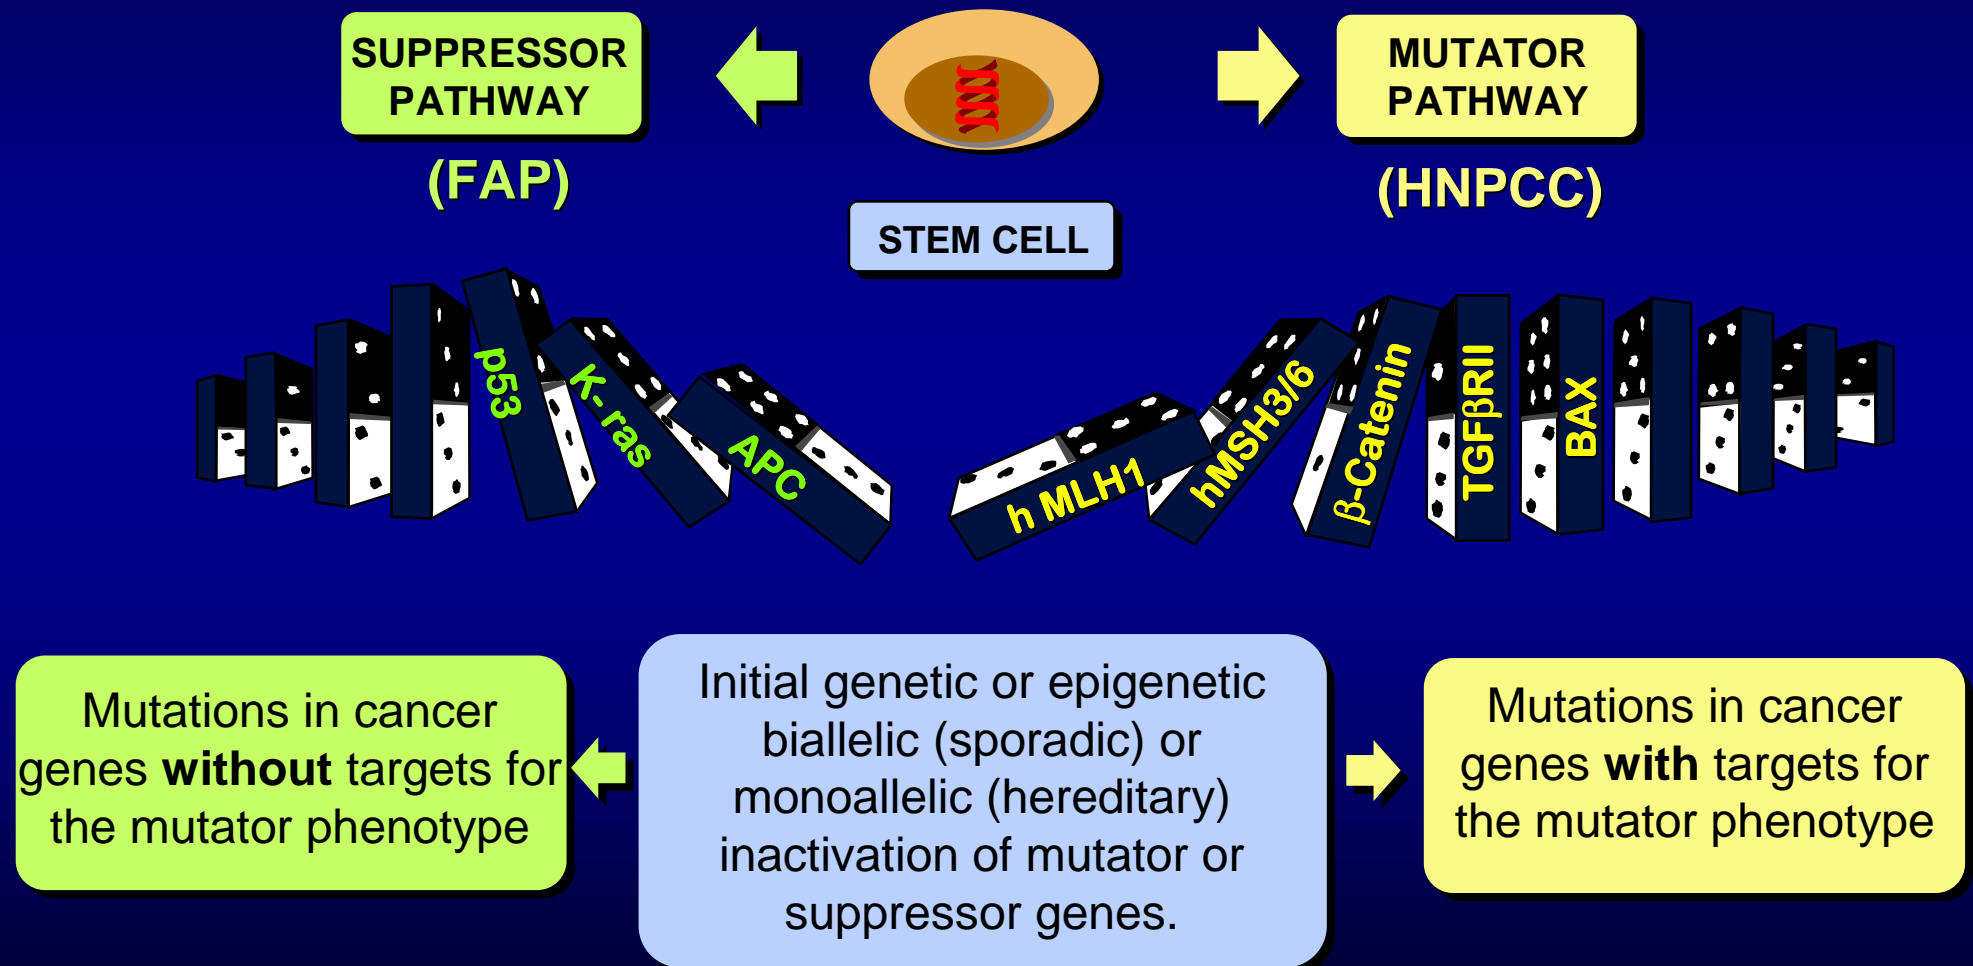 SUPPRESSOR
PATHWAY
(FAP)
MUTATOR
PATHWAY
(HNPCC)
STEM CELL
p53
K- ras
APC
h MLH1
hMSH3/6
β-Catenin
TGFβRII
BAX
Mutations in cancer
genes without targets for
the mutator phenotype
Initial genetic or epigenetic
biallelic (sporadic) or
monoallelic (hereditary)
inactivation of mutator or
suppressor genes.
Mutations in cancer
genes with targets for
the mutator phenotype